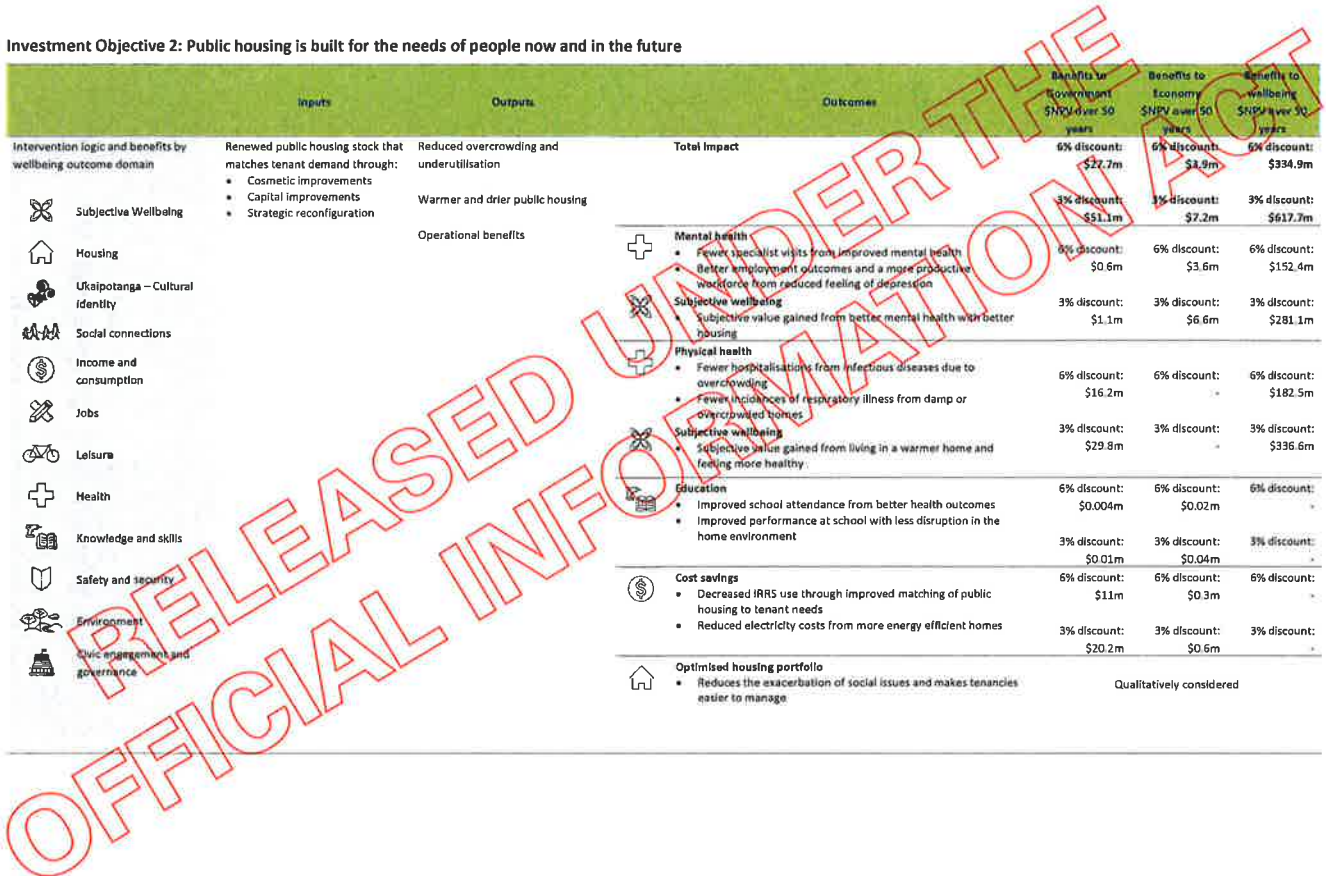 Investment Objective 2: Public housing is built for the needs of people now and in the future
Inputs
Outputs
Outcomes
Benefits to
Government
$NPV over 50
years
Benefits to
Economy
$NPV over 50
years
Benefits to
wellbeing
$NPV over 50
years
Intervention logic and benefits by
wellbeing outcome domain
Subjective Wellbeing
Housing
Ukaipotanga – Cultural
identity
Social connections
Income and
consumption
Jobs
Leisure
Health
Knowledge and skills
Safety and security
Environment
Civic engagement and
governance
Renewed public housing stock that
matches tenant demand through:
• Cosmetic improvements
• Capital improvements
• Strategic reconfiguration
Reduced overcrowding and
underutilisation
Warmer and drier public housing
Operational benefits
Total Impact
6% discount: 6% discount: 6% discount:
$27.7m $3.9m $334.9m
3% discount: 3% discount: 3% discount:
$51.1m $7.2m $617.7m
Mental health
• Fewer specialist visits from improved mental health
• Better employment outcomes and a more productive
workforce from reduced feeling of depression
Subjective wellbeing
• Subjective value gained from better mental health with better
housing
6% discount: 6% discount: 6% discount:
$0.6m $3.6m $152.4m
3% discount: 3% discount: 3% discount:
$1.1m $6.6m $281.1m
Physical health
• Fewer hospitalisations from infectious diseases due to
overcrowding
• Fewer incidences of respiratory illness from damp or
overcrowded homes
Subjective wellbeing
• Subjective value gained from living in a warmer home and
feeling more healthy
6% discount: 6% discount: 6% discount:
$16.2m - $182.5m
3% discount: 3% discount: 3% discount:
$29.8m - $336.6m
Education
• Improved school attendance from better health outcomes
• Improved performance at school with less disruption in the
home environment
6% discount: 6% discount: 6% discount:
$0.004m $0.02m -
3% discount: 3% discount: 3% discount:
$0.01m $0.04m -
Cost savings
• Decreased IRRS use through improved matching of public
housing to tenant needs
• Reduced electricity costs from more energy efficient homes
6% discount: 6% discount: 6% discount:
$11m $0.3m -
3% discount: 3% discount: 3% discount:
$20.2m $0.6m -
Optimised housing portfolio
• Reduces the exacerbation of social issues and makes tenancies
easier to manage
Qualitatively considered
RELEASED UNDER THE
OFFICIAL INFORMATION ACT